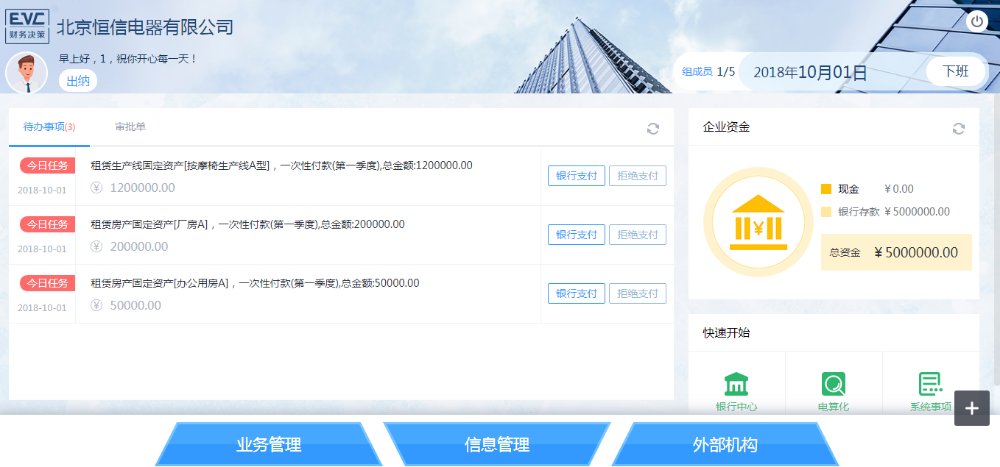 EVC
财务决策
北京恒信电器有限公司
早上好，1，祝你开心每一天！
出纳
组成员 1/5
2018年10月01日
下班
待办事项(3)
审批单
今日任务
2018-10-01
租赁生产线固定资产[按摩椅生产线A型]，一次性付款(第一季度),总金额:1200000.00
¥ 1200000.00
银行支付
拒绝支付
今日任务
2018-10-01
租赁房产固定资产[厂房A]，一次性付款(第一季度),总金额:200000.00
¥ 200000.00
银行支付
拒绝支付
今日任务
2018-10-01
租赁房产固定资产[办公用房A]，一次性付款(第一季度),总金额:50000.00
¥ 50000.00
银行支付
拒绝支付
企业资金
¥
现金 ¥0.00
银行存款 ¥5000000.00
总资金 ¥5000000.00
快速开始
银行中心
电算化
系统事项
+
业务管理
信息管理
外部机构